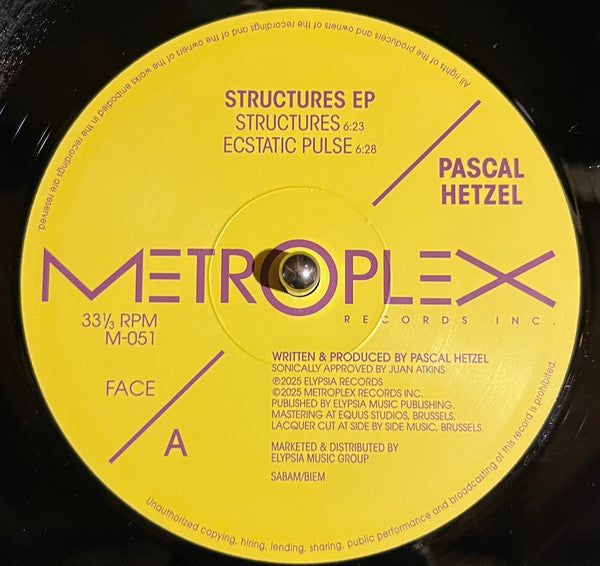 All rights of the producers and of the owners of the owners of the works embodied in the recordings are reserved.
STRUCTURES EP
STRUCTURES 6:23
ECSTATIC PULSE 6:28
PASCAL
HETZEL
METROPLEX
RECORDS INC.
33⅓ RPM
M-051
FACE
A
WRITTEN & PRODUCED BY PASCAL HETZEL
SONICALLY APPROVED BY JUAN ATKINS
℗2025 ELYPSIA RECORDS
©2025 METROPLEX RECORDS INC.
PUBLISHED BY ELYPSIA MUSIC PUBLISHING.
MASTERING AT EQUUS STUDIOS, BRUSSELS.
LACQUER CUT AT SIDE BY SIDE MUSIC, BRUSSELS.
MARKETED & DISTRIBUTED BY
ELYPSIA MUSIC GROUP
SABAM/BIEM
Unauthorized copying, hiring, lending, sharing, public performance and broadcasting of this record is prohibited.